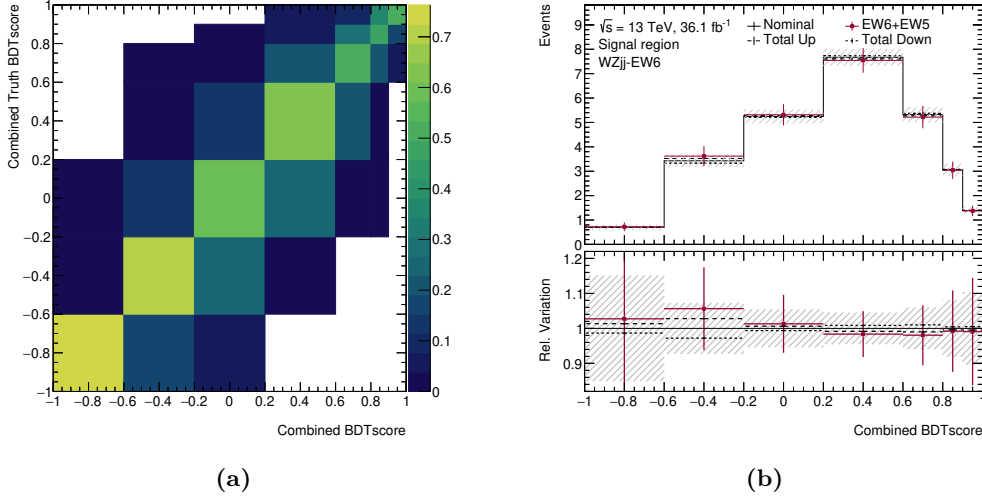 Combined Truth BDTscore
1
0.8
0.6
0.4
0.2
0
−0.2
−0.4
−0.6
−0.8
−1
−1 −0.8 −0.6 −0.4 −0.2 0 0.2 0.4 0.6 0.8 1
Combined BDTscore
0.7
0.6
0.5
0.4
0.3
0.2
0.1
0
(a)
Events
9
8
7
6
5
4
3
2
1
0
√s = 13 TeV, 36.1 fb⁻¹
Signal region
WZjj-EW6
Nominal EW6+EW5
Total Up Total Down
Rel. Variation
1.2
1.1
1
0.9
−1 −0.8 −0.6 −0.4 −0.2 0 0.2 0.4 0.6 0.8 1
Combined BDTscore
(b)